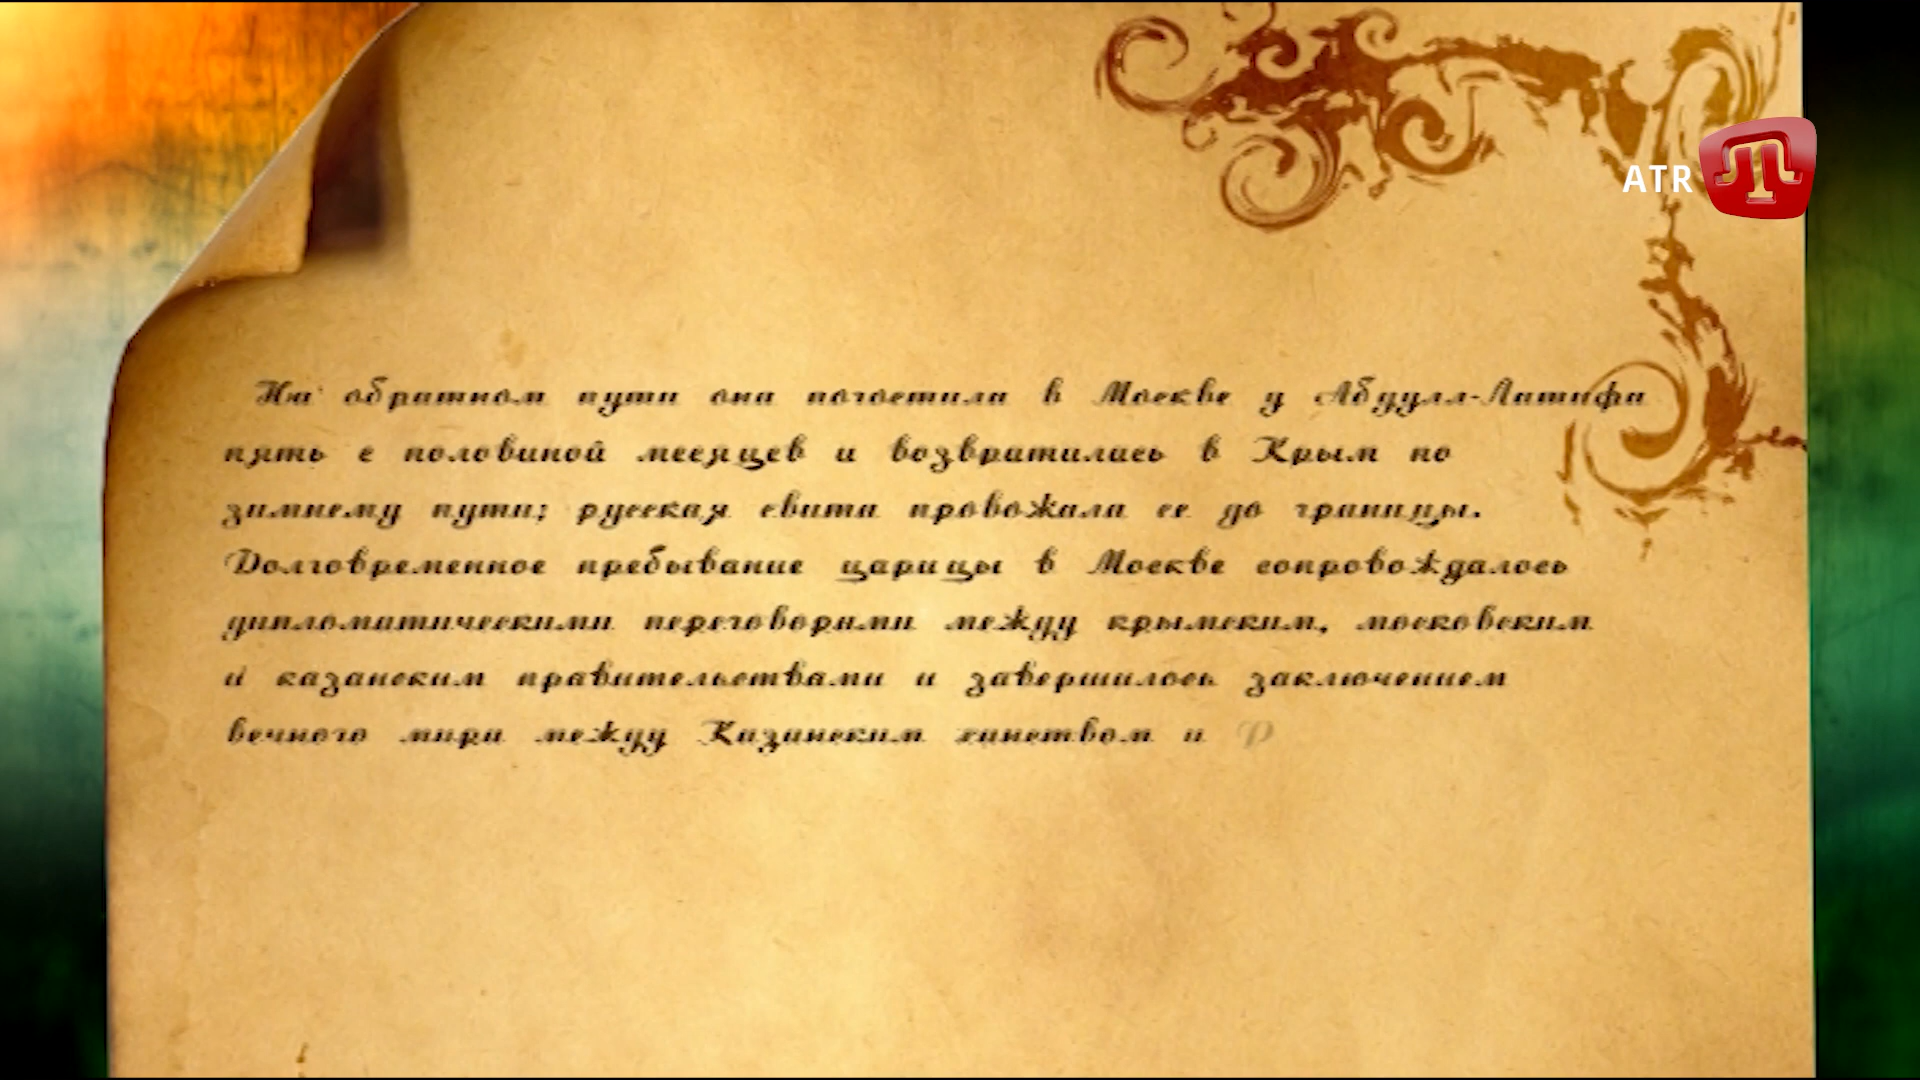 ATR
На обратном пути она погостила в Москве у Абдулл-Латифа
пять с половиной месяцев и возвратилась в Крым по
зимнему пути; русская свита провожала ее до границы.
Долговременное пребывание царицы в Москве сопровождалось
дипломатическими переговорами между крымским, московским
и казанским правительствами и завершилось заключением
вечного мира между Казанским ханством и